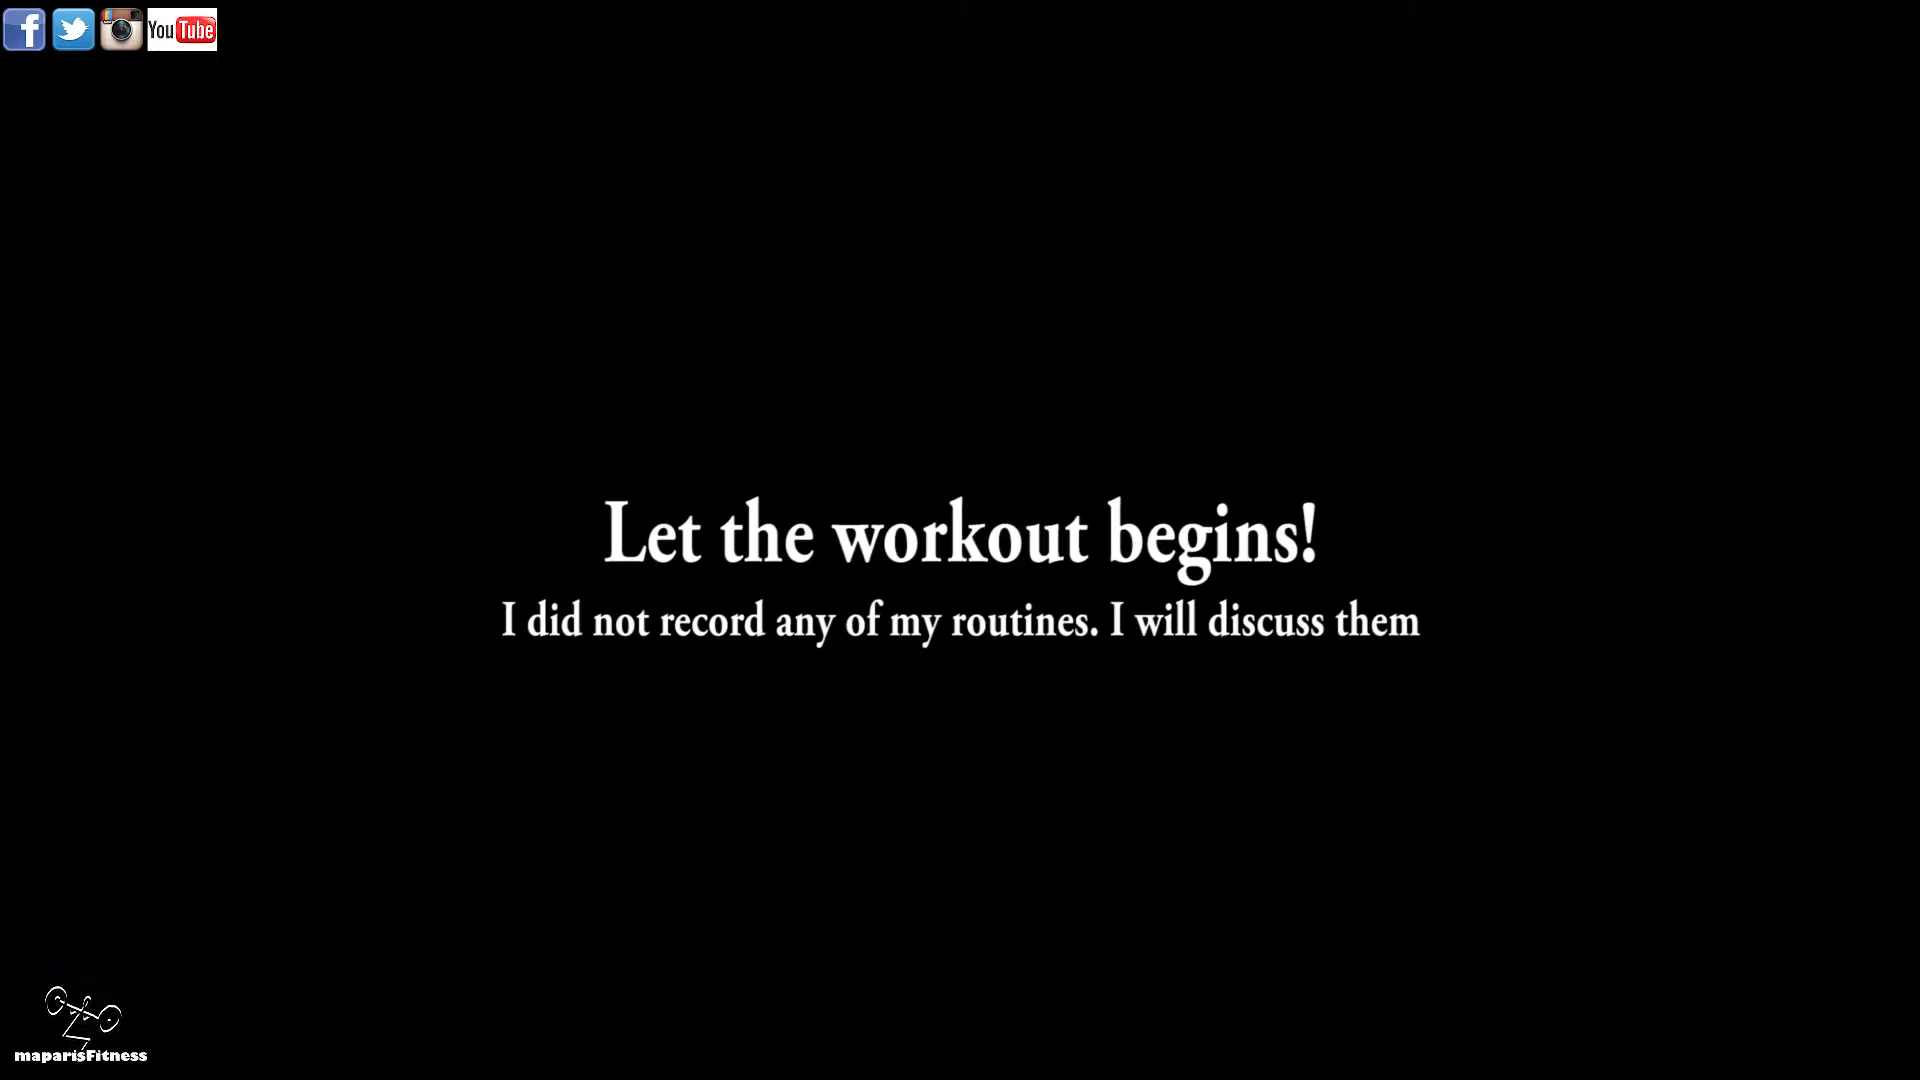 f
You Tube
Let the workout begins!
I did not record any of my routines. I will discuss them
maparisFitness